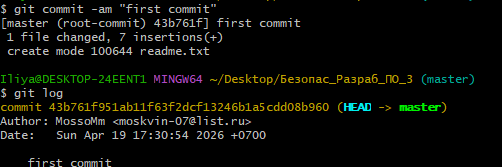 $ git commit -am "first commit"
[master (root-commit) 43b761f] first commit
 1 file changed, 7 insertions(+)
 create mode 100644 readme.txt

Iliya@DESKTOP-24EENT1 MINGW64 ~/Desktop/Безопас_Разраб_ПО_3 (master)
$ git log
commit 43b761f951ab11f63f2dcf13246b1a5cdd08b960 (HEAD -> master)
Author: MossoMm <moskvin-07@list.ru>
Date:   Sun Apr 19 17:30:54 2026 +0700

    first commit